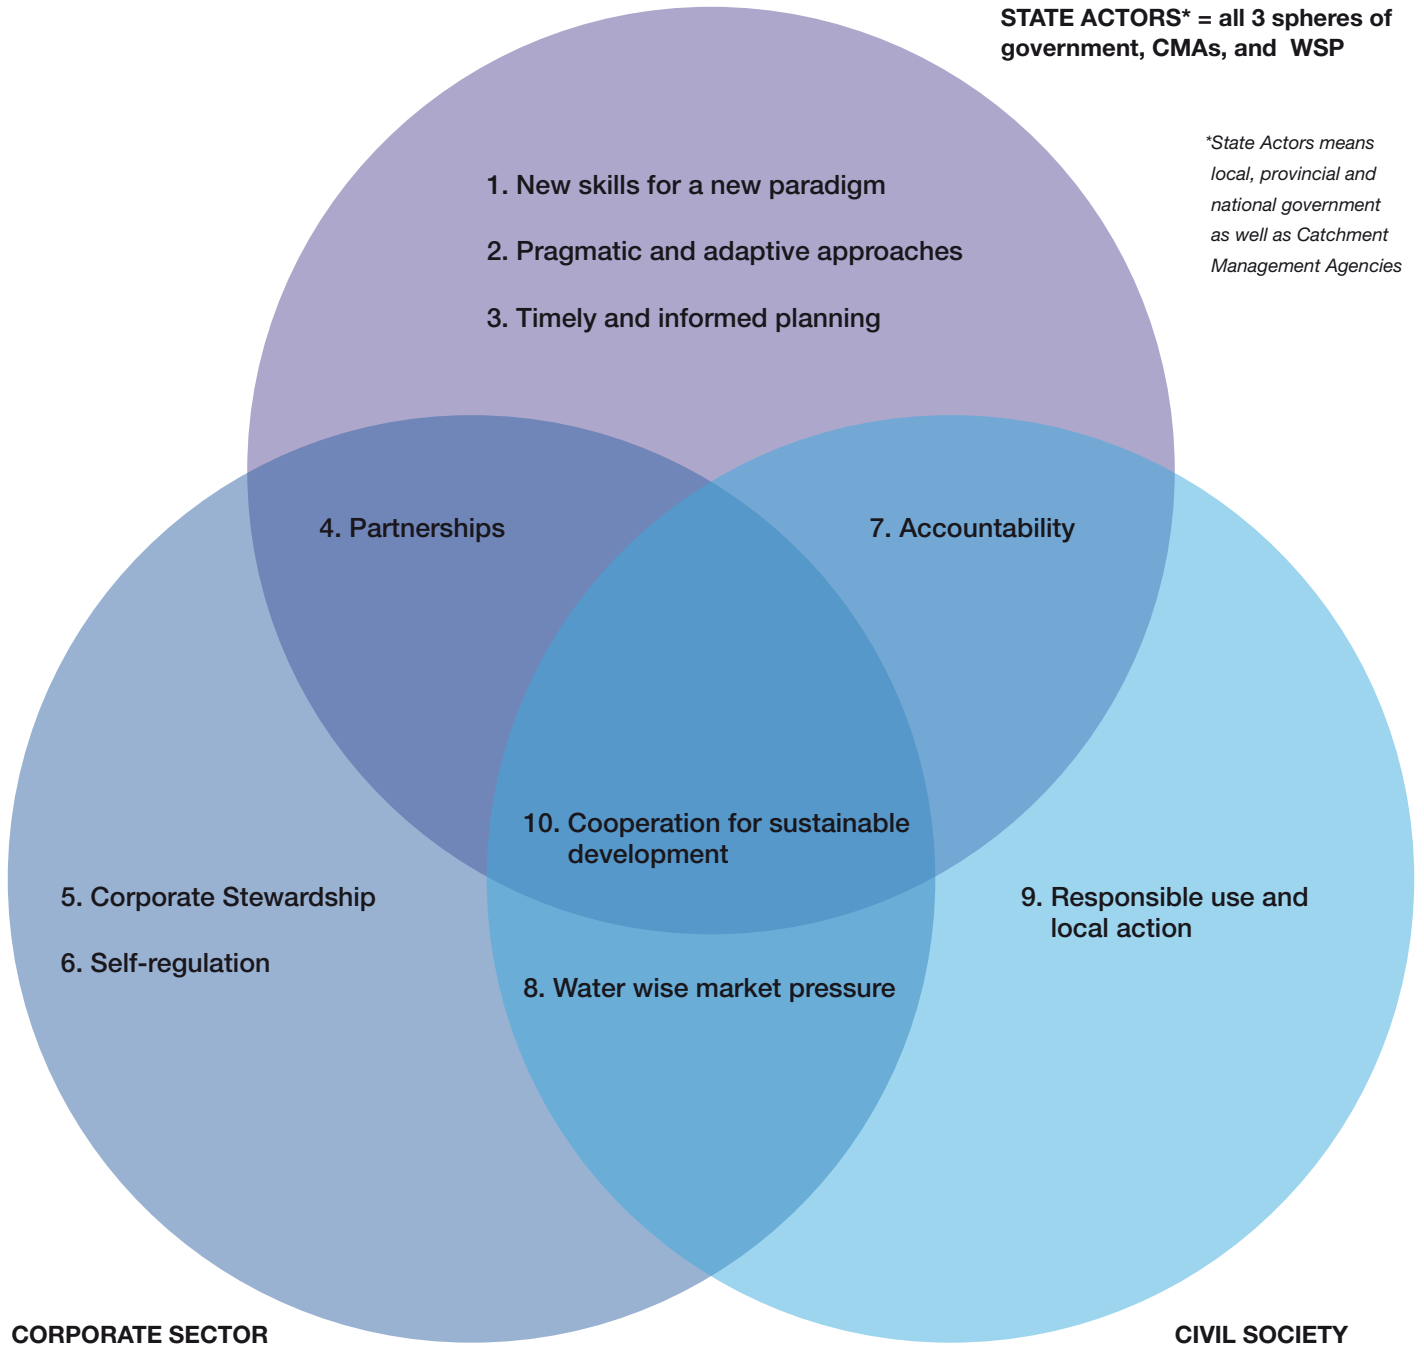 STATE ACTORS* = all 3 spheres of
government, CMAs, and WSP
*State Actors means
local, provincial and
national government
as well as Catchment
Management Agencies
1. New skills for a new paradigm
2. Pragmatic and adaptive approaches
3. Timely and informed planning
4. Partnerships
7. Accountability
10. Cooperation for sustainable
development
5. Corporate Stewardship
9. Responsible use and
local action
6. Self-regulation
8. Water wise market pressure
CORPORATE SECTOR
CIVIL SOCIETY